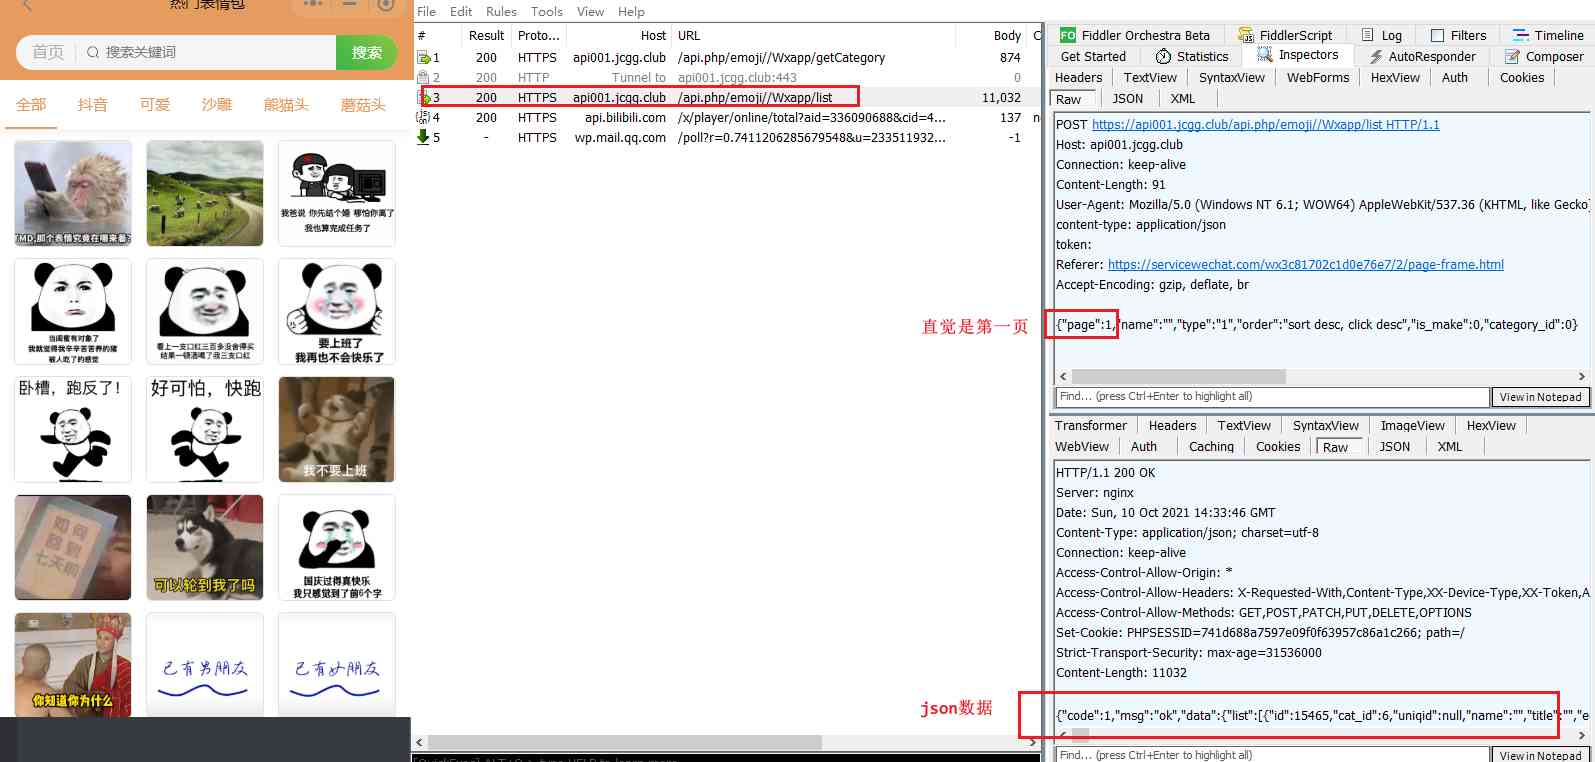 热门表情包
首页
搜索关键词
搜索
全部 抖音 可爱 沙雕 熊猫头 蘑菇头
TMD,那个表情究竟在哪来着?
我爸说 你先结个婚 哪怕你离了
我也算完成任务了
当闺蜜有对象了
我就觉得我辛辛苦苦养的猪
被人吃了的感觉
看上一支口红三百多没舍得买
结果一顿酒喝了我三支口红
要上班了
我再也不会快乐了
卧槽，跑反了！
好可怕，快跑
我不要上班
如何
七天前
可以轮到我了吗
国庆过得真快乐
我只感觉到了前6个字
你知道你为什么
已有男朋友
已有女朋友
File Edit Rules Tools View Help
# Result Proto... Host URL Body C
1 200 HTTPS api001.jcgg.club /api.php/emoji//Wxapp/getCategory 874
2 200 HTTP Tunnel to api001.jcgg.club:443 0
3 200 HTTPS api001.jcgg.club /api.php/emoji//Wxapp/list 11,032
4 200 HTTPS api.bilibili.com /x/player/online/total?aid=336090688&cid=4... 137
5 - HTTPS wp.mail.qq.com /poll?r=0.7411206285679548&u=233511932... -1
直觉是第一页
json数据
FO Fiddler Orchestra Beta FiddlerScript Log Filters Timeline
Get Started Statistics Inspectors AutoResponder Composer
Headers TextView SyntaxView WebForms HexView Auth Cookies
Raw JSON XML
POST https://api001.jcgg.club/api.php/emoji//Wxapp/list HTTP/1.1
Host: api001.jcgg.club
Connection: keep-alive
Content-Length: 91
User-Agent: Mozilla/5.0 (Windows NT 6.1; WOW64) AppleWebKit/537.36 (KHTML, like Gecko)
content-type: application/json
token:
Referer: https://servicewechat.com/wx3c81702c1d0e76e7/2/page-frame.html
Accept-Encoding: gzip, deflate, br
{"page":1,"name":"","type":"1","order":"sort desc, click desc","is_make":0,"category_id":0}
Find... (press Ctrl+Enter to highlight all) View in Notepad
Transformer Headers TextView SyntaxView ImageView HexView
WebView Auth Caching Cookies Raw JSON XML
HTTP/1.1 200 OK
Server: nginx
Date: Sun, 10 Oct 2021 14:33:46 GMT
Content-Type: application/json; charset=utf-8
Connection: keep-alive
Access-Control-Allow-Origin: *
Access-Control-Allow-Headers: X-Requested-With,Content-Type,XX-Device-Type,XX-Token,A
Access-Control-Allow-Methods: GET,POST,PATCH,PUT,DELETE,OPTIONS
Set-Cookie: PHPSESSID=741d688a7597e09f0f63957c86a1c266; path=/
Strict-Transport-Security: max-age=31536000
Content-Length: 11032
{"code":1,"msg":"ok","data":{"list":[{"id":15465,"cat_id":6,"uniqid":null,"name":"","title":"","e
Find... (press Ctrl+Enter to highlight all) View in Notepad